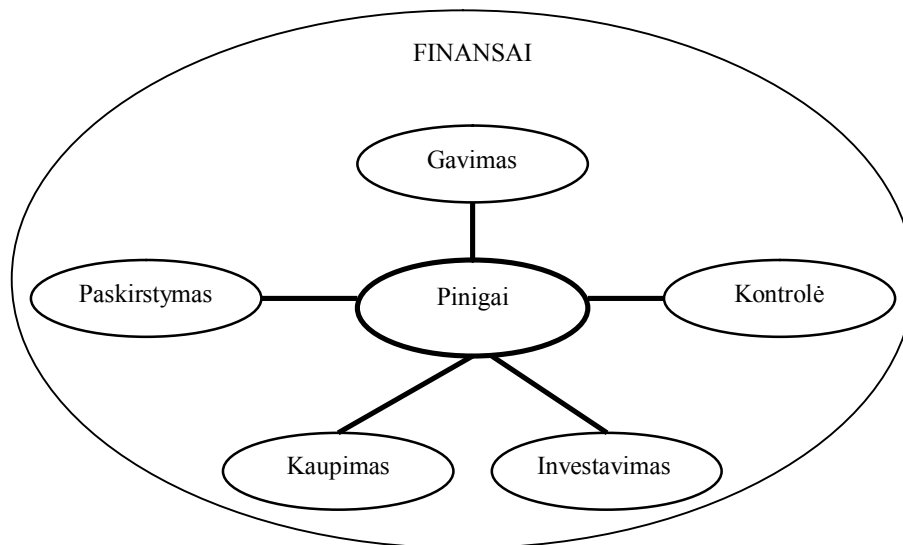 FINANSAI
Gavimas
Paskirstymas
Pinigai
Kontrolė
Kaupimas
Investavimas